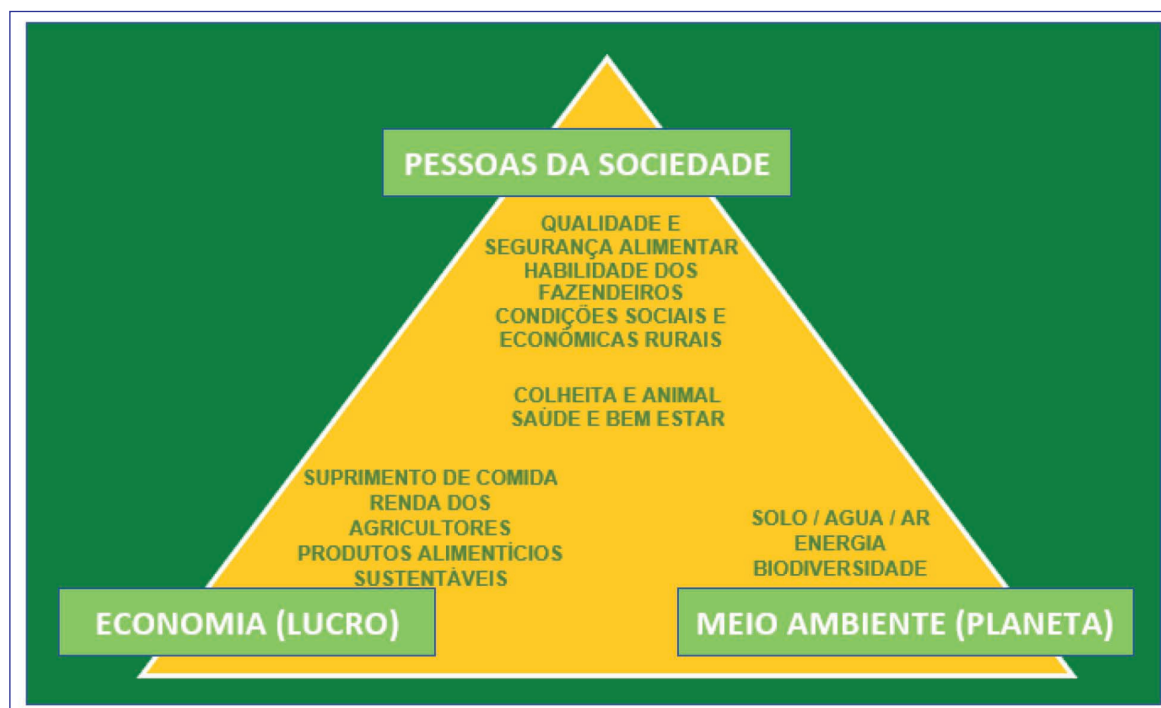 PESSOAS DA SOCIEDADE
QUALIDADE E
SEGURANÇA ALIMENTAR
HABILIDADE DOS
FAZENDEIROS
CONDIÇÕES SOCIAIS E
ECONÔMICAS RURAIS
COLHEITA E ANIMAL
SAÚDE E BEM ESTAR
SUPRIMENTO DE COMIDA
RENDA DOS
AGRICULTORES
PRODUTOS ALIMENTÍCIOS
SUSTENTÁVEIS
SOLO / AGUA / AR
ENERGIA
BIODIVERSIDADE
ECONOMIA (LUCRO)
MEIO AMBIENTE (PLANETA)